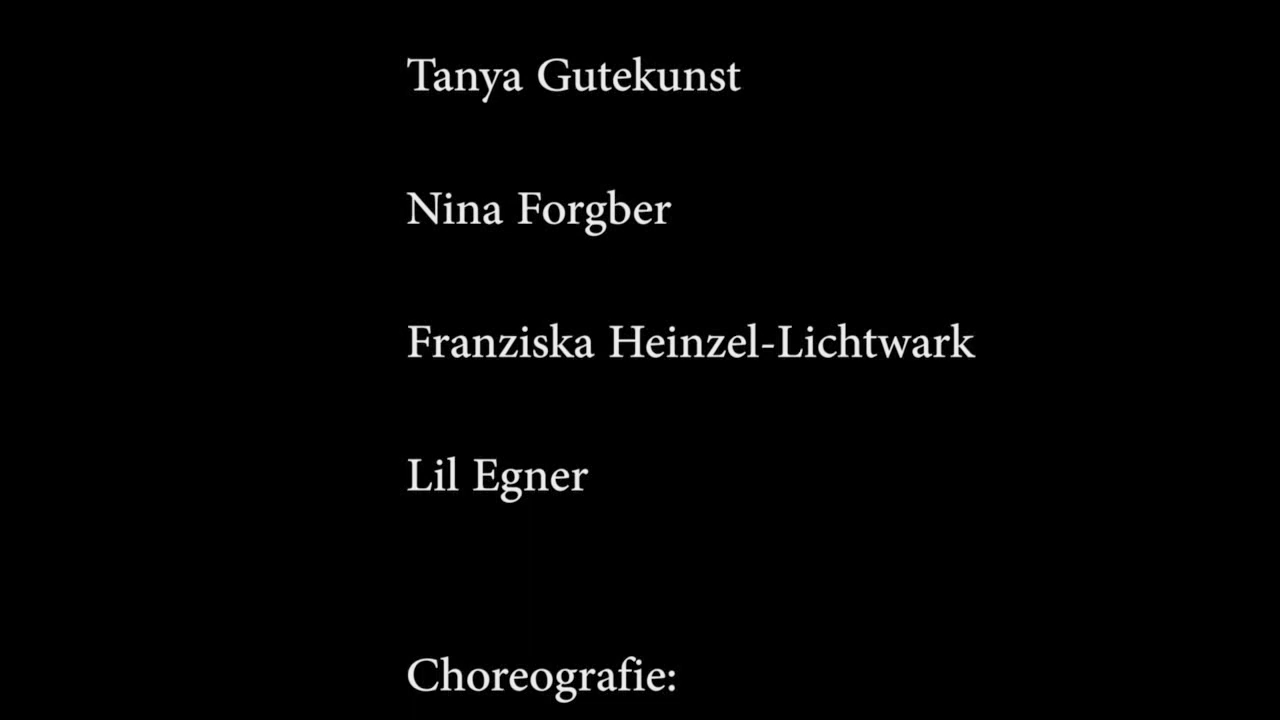 Tanya Gutekunst
Nina Forgber
Franziska Heinzel-Lichtwark
Lil Egner
Choreografie: